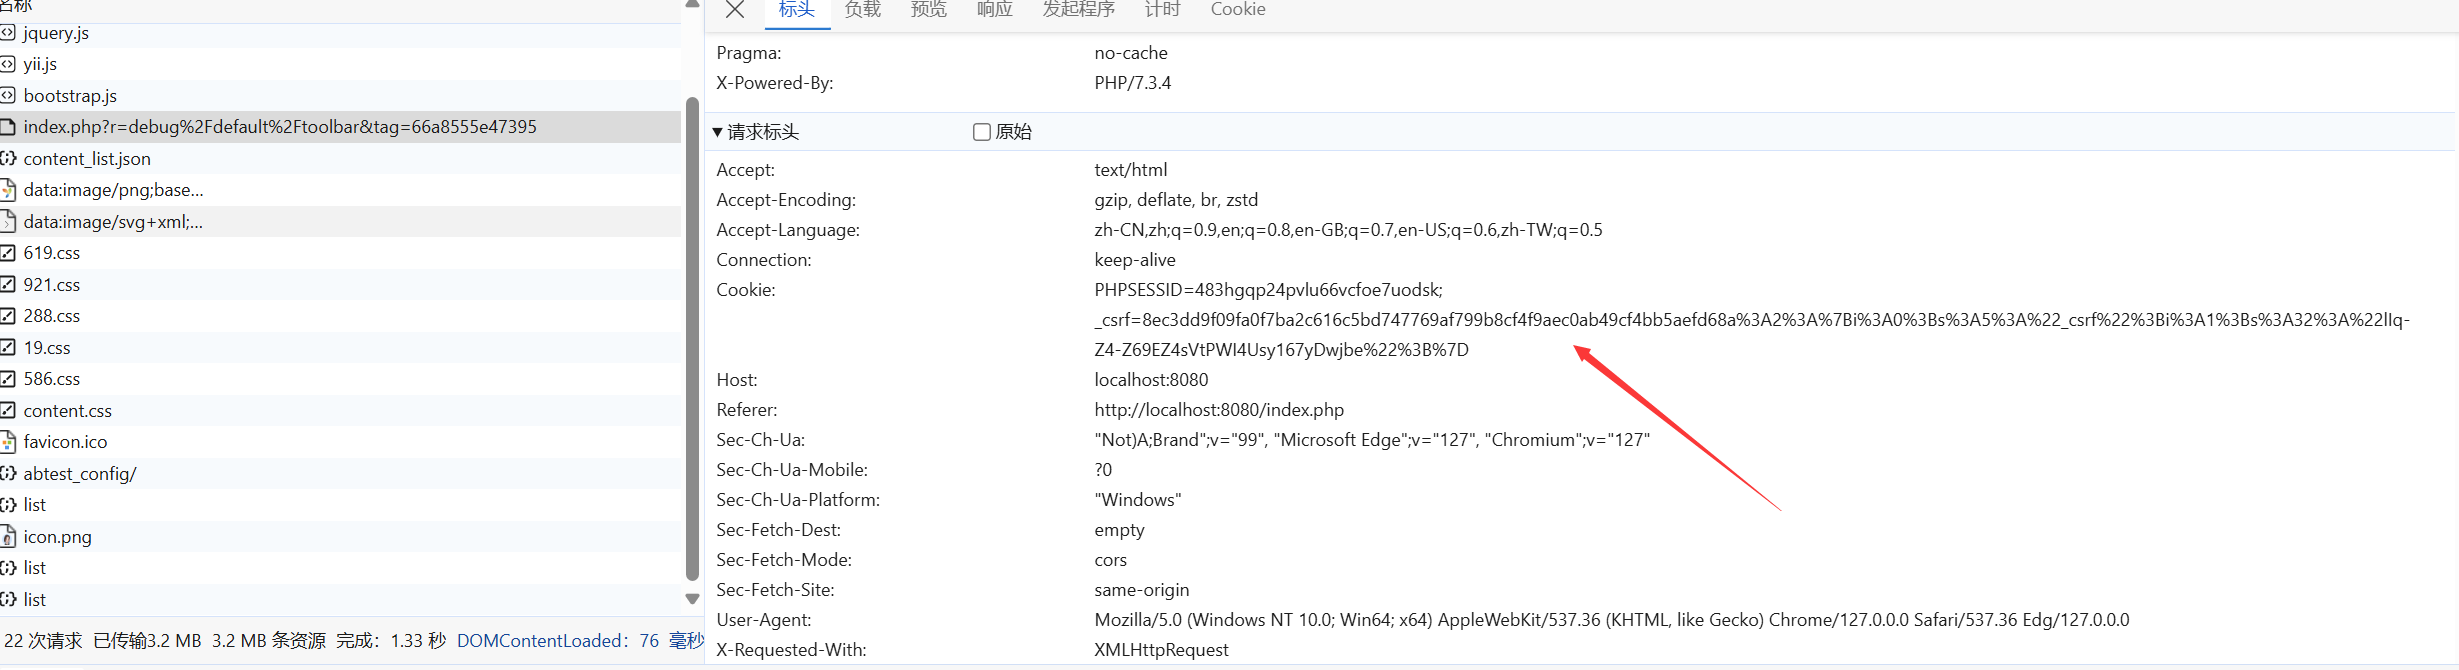 名称
jquery.js
yii.js
bootstrap.js
index.php?r=debug%2Fdefault%2Ftoolbar&tag=66a8555e47395
content_list.json
data:image/png;base...
data:image/svg+xml;...
619.css
921.css
288.css
19.css
586.css
content.css
favicon.ico
abtest_config/
list
icon.png
list
list
22 次请求 已传输3.2 MB 3.2 MB 条资源 完成：1.33 秒 DOMContentLoaded：76 毫秒
标头 负载 预览 响应 发起程序 计时 Cookie
Pragma: no-cache
X-Powered-By: PHP/7.3.4
请求标头 原始
Accept: text/html
Accept-Encoding: gzip, deflate, br, zstd
Accept-Language: zh-CN,zh;q=0.9,en;q=0.8,en-GB;q=0.7,en-US;q=0.6,zh-TW;q=0.5
Connection: keep-alive
Cookie: PHPSESSID=483hgqp24pvlu66vcfoe7uodsk;
_csrf=8ec3dd9f09fa0f7ba2c616c5bd747769af799b8cf4f9aec0ab49cf4bb5aefd68a%3A2%3A%7Bi%3A0%3Bs%3A5%3A%22_csrf%22%3Bi%3A1%3Bs%3A32%3A%22lIq-
Z4-Z69EZ4sVtPWI4Usy167yDwjbe%22%3B%7D
Host: localhost:8080
Referer: http://localhost:8080/index.php
Sec-Ch-Ua: "Not)A;Brand";v="99", "Microsoft Edge";v="127", "Chromium";v="127"
Sec-Ch-Ua-Mobile: ?0
Sec-Ch-Ua-Platform: "Windows"
Sec-Fetch-Dest: empty
Sec-Fetch-Mode: cors
Sec-Fetch-Site: same-origin
User-Agent: Mozilla/5.0 (Windows NT 10.0; Win64; x64) AppleWebKit/537.36 (KHTML, like Gecko) Chrome/127.0.0.0 Safari/537.36 Edg/127.0.0.0
X-Requested-With: XMLHttpRequest